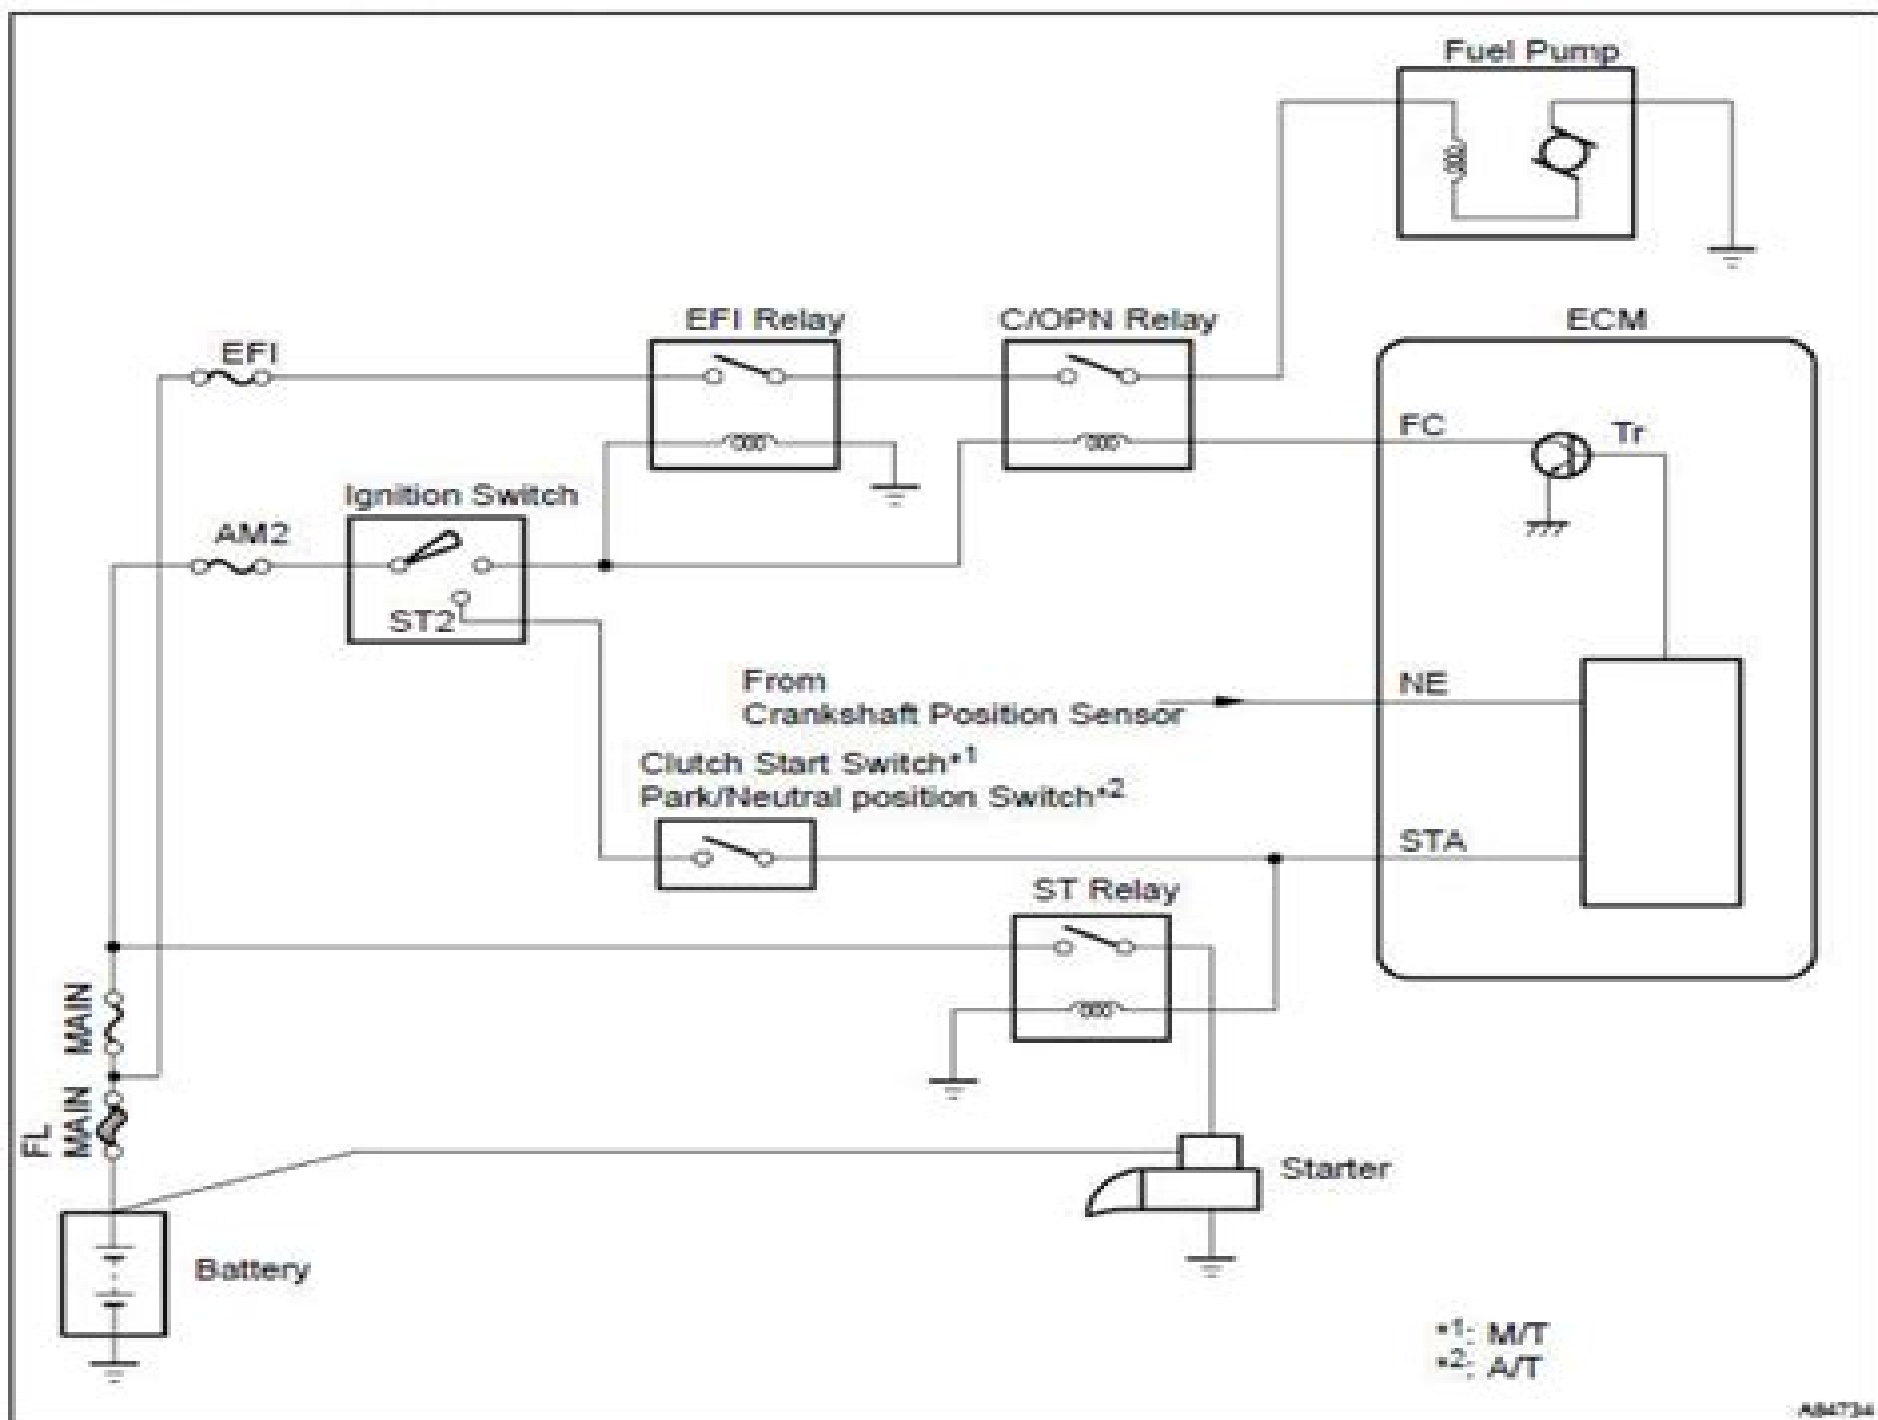 Fuel Pump
EFI Relay
C/OPN Relay
ECM
EFI
FC
Tr
Ignition Switch
AM2
ST2
From
Crankshaft Position Sensor
NE
Clutch Start Switch*1
Park/Neutral position Switch*2
STA
ST Relay
MAIN
FL
MAIN
Starter
Battery
*1: M/T
*2: A/T
A84734